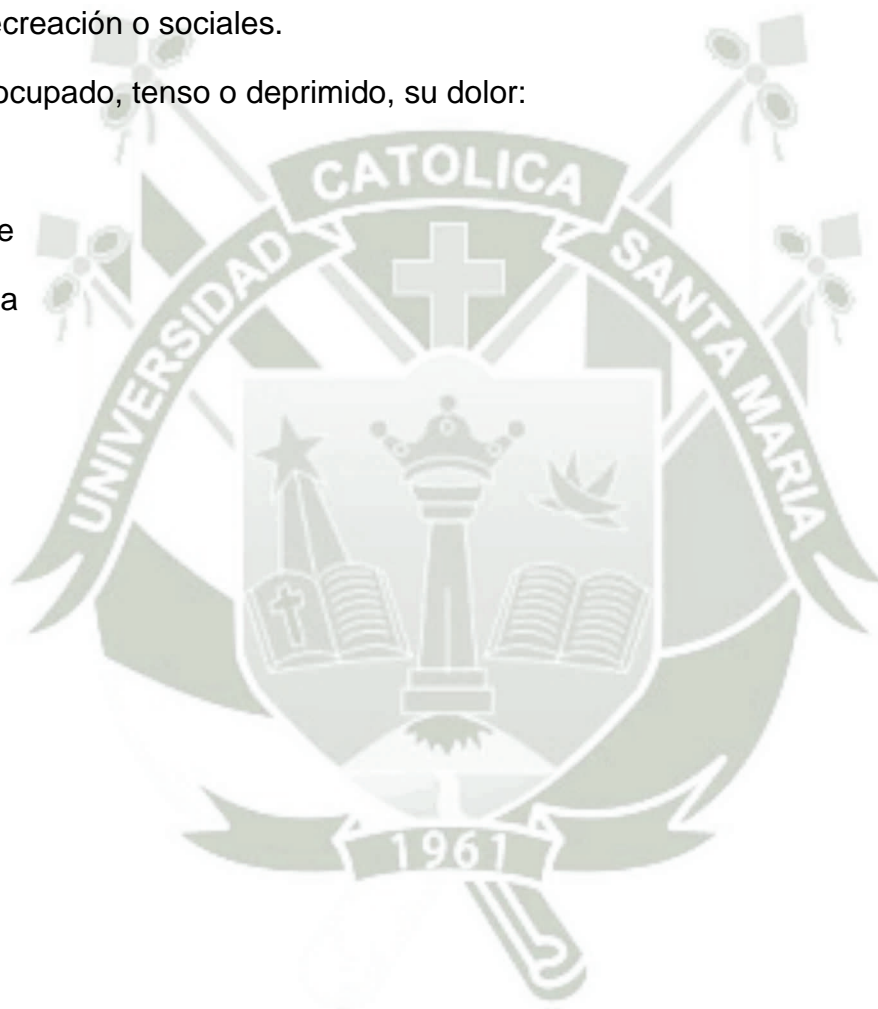 ecreación o sociales.
ocupado, tenso o deprimido, su dolor:
e
a
UNIVERSIDAD CATOLICA SANTA MARIA
1961